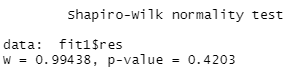 Shapiro-Wilk normality test
data:  fit1$res
W = 0.99438, p-value = 0.4203